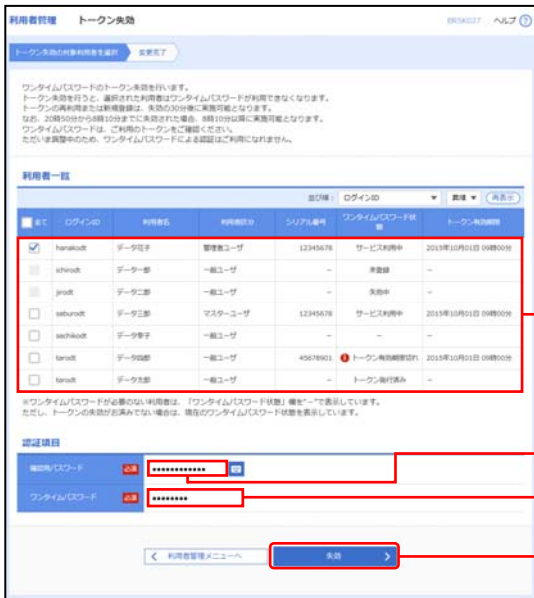 利用者管理 トークン失効 BRSK027 ヘルプ ?
トークン失効の対象利用者を選択 変更完了
ワンタイムパスワードのトークン失効を行います。
トークン失効を行うと、選択された利用者はワンタイムパスワードが利用できなくなります。
トークンの再利用または新規登録は、失効の30分後に実施可能となります。
なお、20時50分から8時10分までに失効された場合、8時10分以降に実施可能となります。
ワンタイムパスワードは、ご利用のトークンをご確認ください。
ただいま調整中のため、ワンタイムパスワードによる認証はご利用になれません。
利用者一覧
並び順： ログインID 昇順 再表示
全て ログインID 利用者名 利用者区分 シリアル番号 ワンタイムパスワード状態 トークン有効期限
hanakodt データ花子 管理者ユーザ 12345678 サービス利用中 2015年10月01日 09時00分
ichirodt データ一郎 一般ユーザ － 未登録 －
jirodt データ二郎 一般ユーザ － 失効中 －
saburodt データ三郎 マスターユーザ 12345678 サービス利用中 2015年10月01日 09時00分
sachikodt データ幸子 一般ユーザ － － －
tarodt データ四郎 一般ユーザ 45678901 トークン有効期限切れ 2015年10月01日 09時00分
tarodt データ太郎 一般ユーザ － トークン発行済み －
※ワンタイムパスワードが必要のない利用者は、「ワンタイムパスワード状態」欄を"－"で表示しています。
ただし、トークンの失効がお済みでない場合は、現在のワンタイムパスワード状態を表示しています。
認証項目
確認用パスワード 必須 ●●●●●●●●●●●●
ワンタイムパスワード 必須 ●●●●●●●●
利用者管理メニューへ 失効